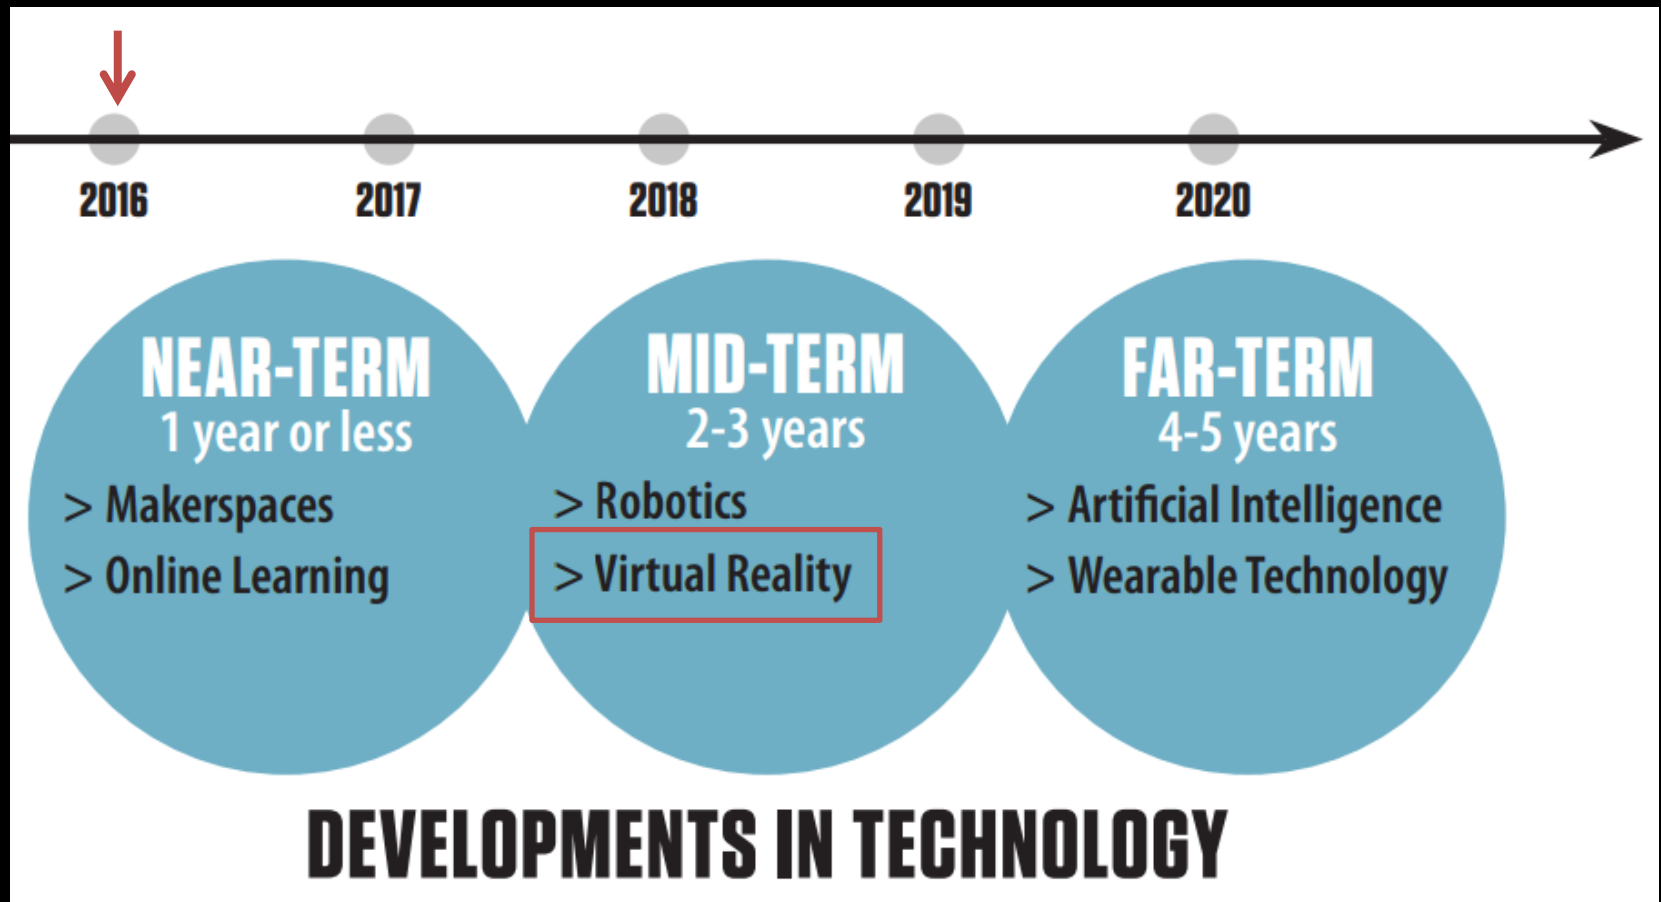 2016 2017 2018 2019 2020
NEAR-TERM
1 year or less
> Makerspaces
> Online Learning
MID-TERM
2-3 years
> Robotics
> Virtual Reality
FAR-TERM
4-5 years
> Artificial Intelligence
> Wearable Technology
DEVELOPMENTS IN TECHNOLOGY